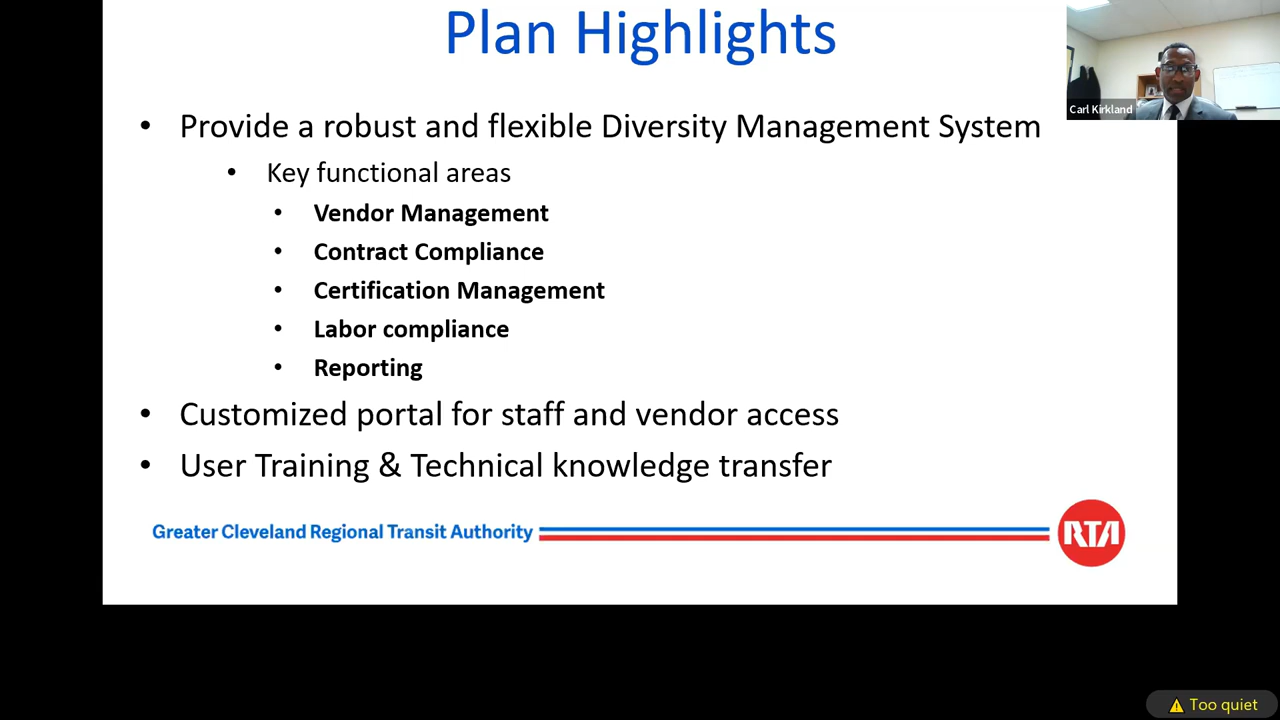 Plan Highlights
Carl Kirkland
• Provide a robust and flexible Diversity Management System
• Key functional areas
• Vendor Management
• Contract Compliance
• Certification Management
• Labor compliance
• Reporting
• Customized portal for staff and vendor access
• User Training & Technical knowledge transfer
Greater Cleveland Regional Transit Authority
RTA
Too quiet